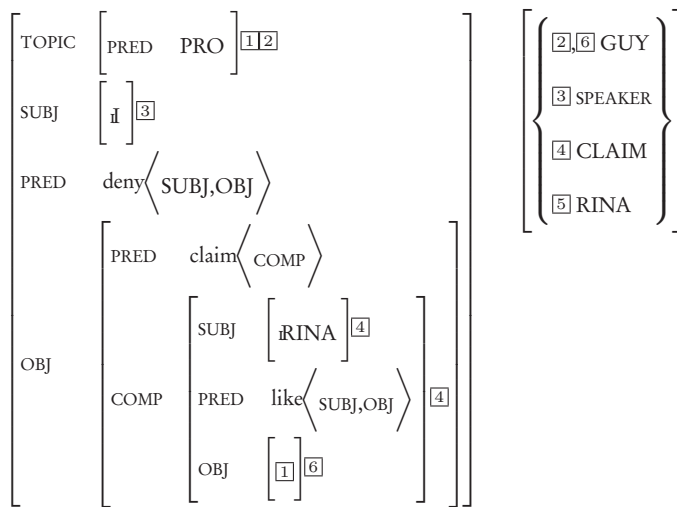 TOPIC PRED PRO 1 2
SUBJ I 3
PRED deny⟨SUBJ,OBJ⟩
OBJ
PRED claim⟨COMP⟩
COMP
SUBJ RINA 4
PRED like⟨SUBJ,OBJ⟩ 4
OBJ 1 6
2,6 GUY
3 SPEAKER
4 CLAIM
5 RINA